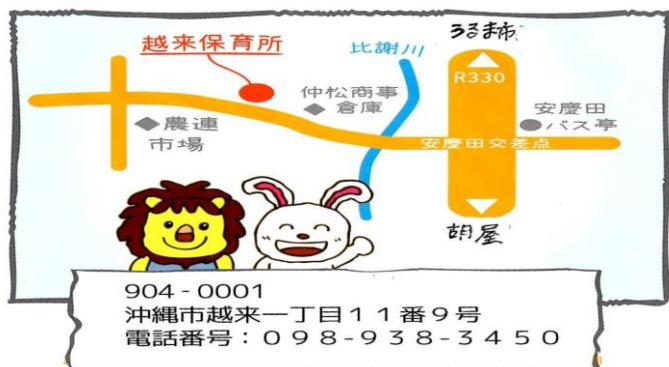 うるま市
越来保育所
比謝川
R330
仲松商事
◆倉庫
安慶田
●バス亭
◆農連
市場
安慶田交差点
胡屋
904-0001
沖縄市越来一丁目11番9号
電話番号：098-938-3450